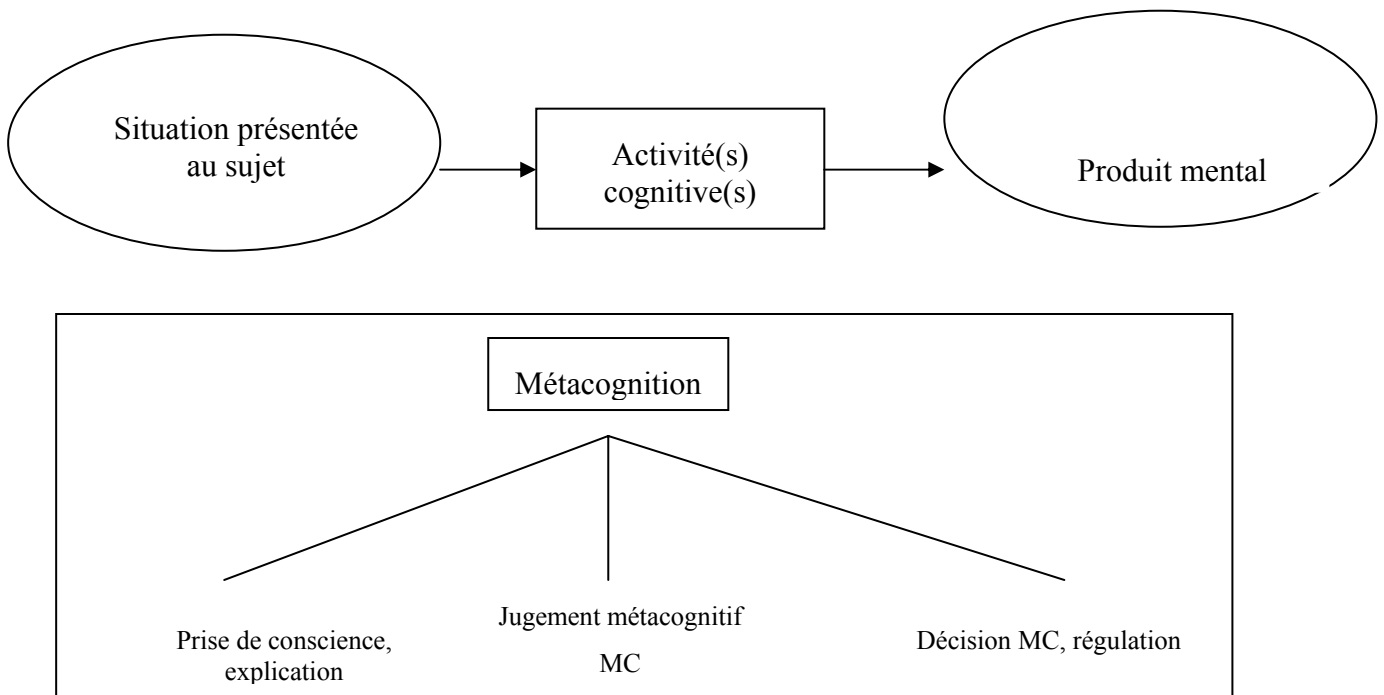 Situation présentée
au sujet
Activité(s)
cognitive(s)
Produit mental
Métacognition
Prise de conscience,
explication
Jugement métacognitif
MC
Décision MC, régulation